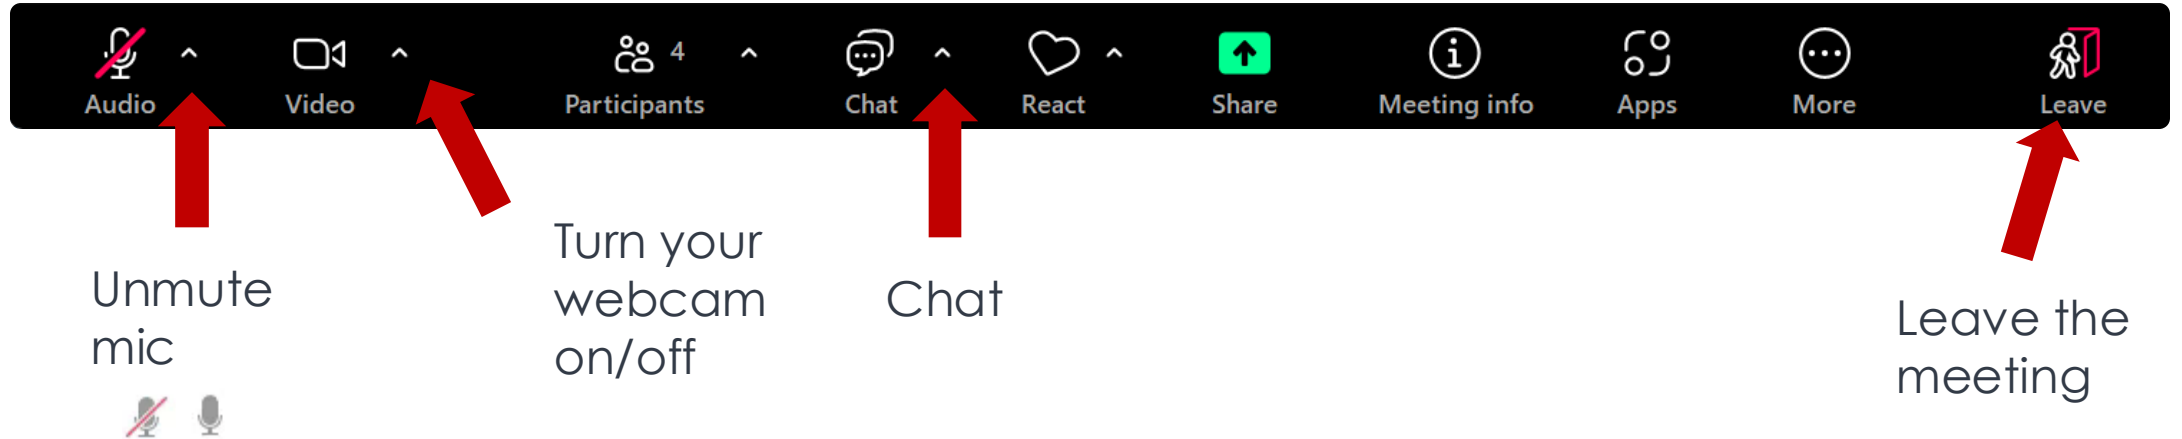 4
Audio
Video
Participants
Chat
React
Share
Meeting info
Apps
More
Leave
Unmute
mic
Turn your
webcam
on/off
Chat
Leave the
meeting